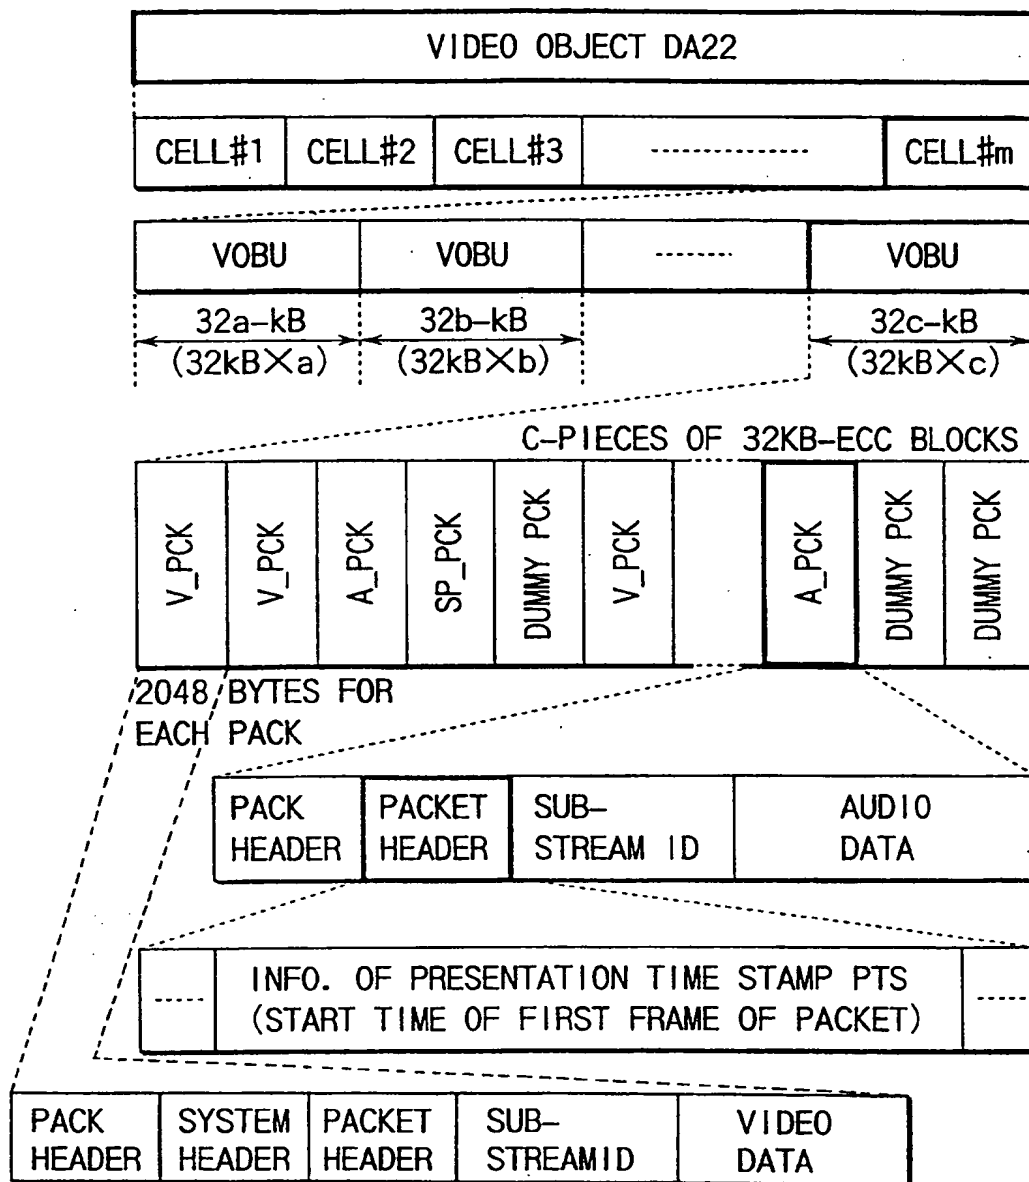 VIDEO OBJECT DA22
CELL#1 CELL#2 CELL#3 CELL#m
VOBU VOBU VOBU
32a-kB 32b-kB 32c-kB
(32kB×a) (32kB×b) (32kB×c)
C-PIECES OF 32KB-ECC BLOCKS
V_PCK V_PCK A_PCK SP_PCK DUMMY PCK V_PCK A_PCK DUMMY PCK DUMMY PCK
2048 BYTES FOR
EACH PACK
PACK PACKET SUB- AUDIO
HEADER HEADER STREAM ID DATA
INFO. OF PRESENTATION TIME STAMP PTS
(START TIME OF FIRST FRAME OF PACKET)
PACK SYSTEM PACKET SUB- VIDEO
HEADER HEADER HEADER STREAMID DATA